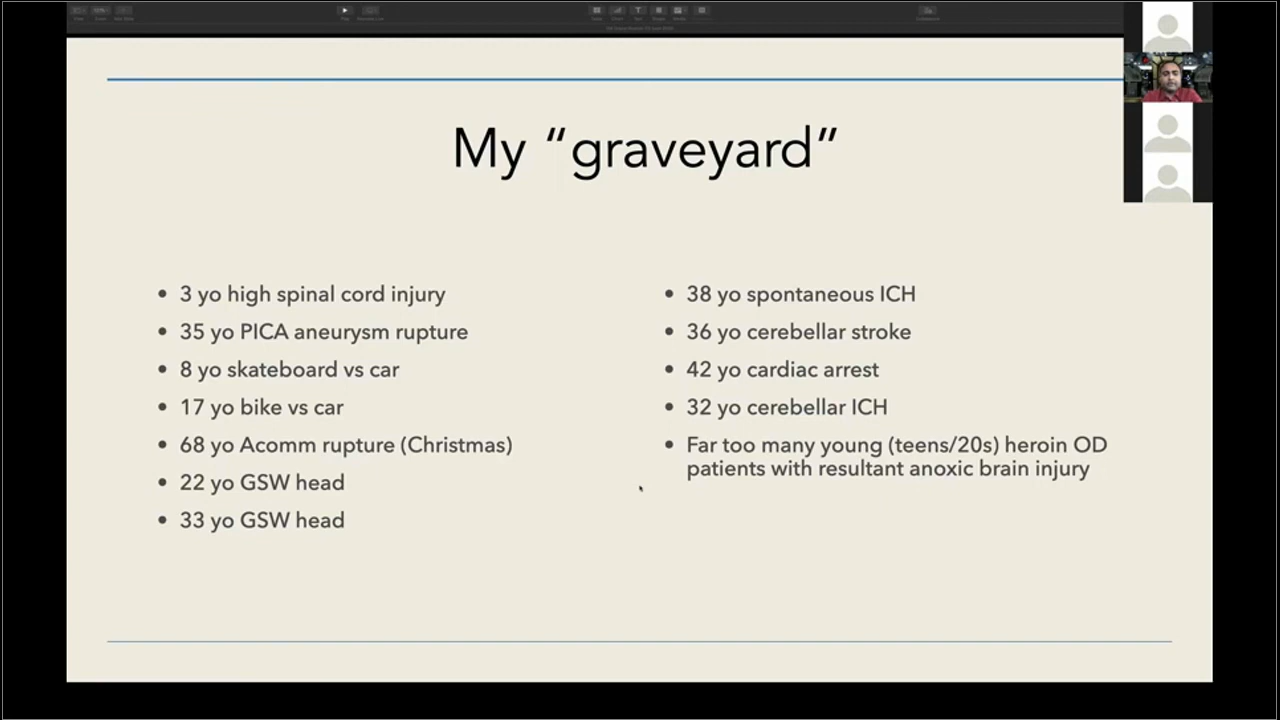 My “graveyard”
• 3 yo high spinal cord injury
• 35 yo PICA aneurysm rupture
• 8 yo skateboard vs car
• 17 yo bike vs car
• 68 yo Acomm rupture (Christmas)
• 22 yo GSW head
• 33 yo GSW head
• 38 yo spontaneous ICH
• 36 yo cerebellar stroke
• 42 yo cardiac arrest
• 32 yo cerebellar ICH
• Far too many young (teens/20s) heroin OD
patients with resultant anoxic brain injury